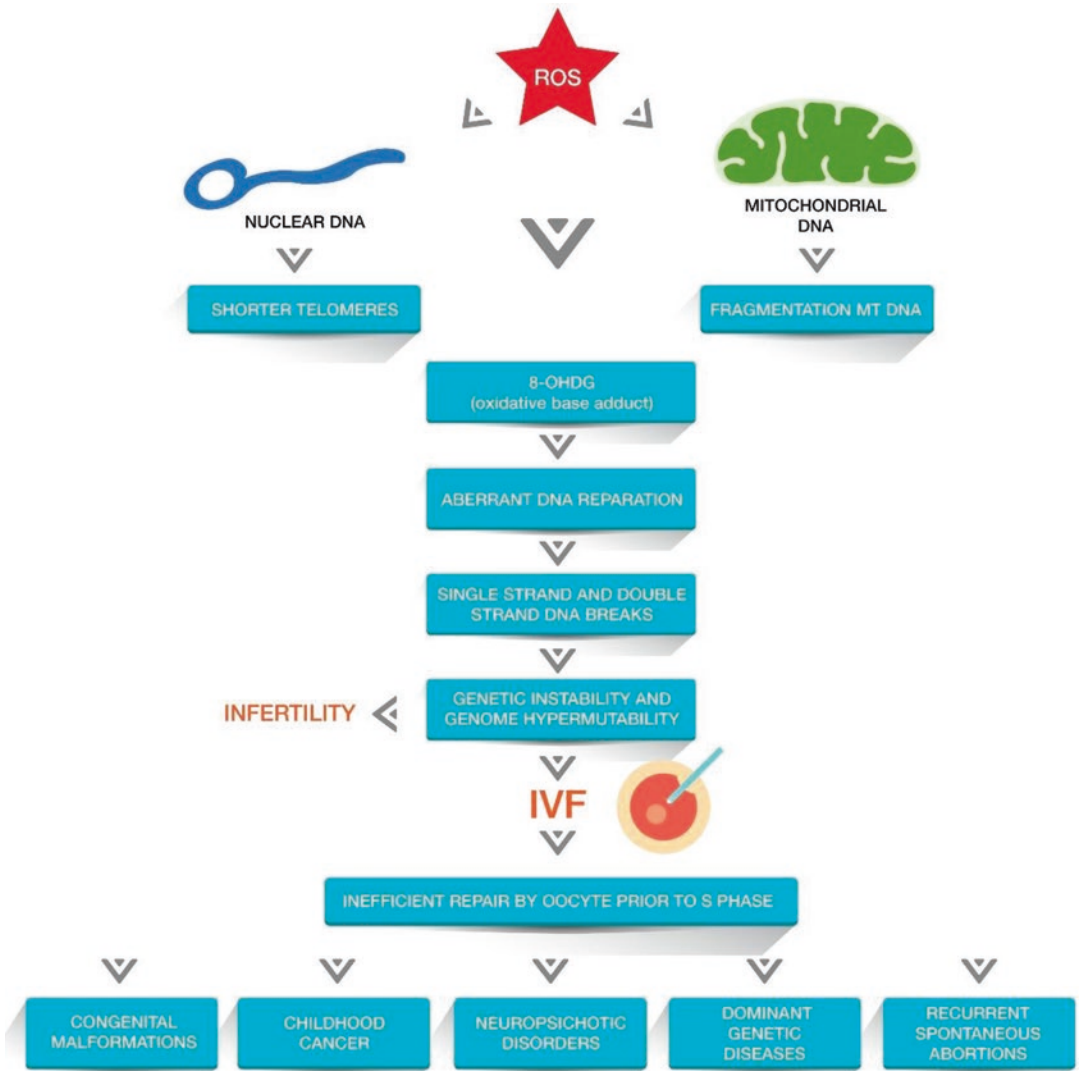 ROS
NUCLEAR DNA
MITOCHONDRIAL
DNA
SHORTER TELOMERES
FRAGMENTATION MT DNA
8-OHDG
(oxidative base adduct)
ABERRANT DNA REPARATION
SINGLE STRAND AND DOUBLE
STRAND DNA BREAKS
INFERTILITY
GENETIC INSTABILITY AND
GENOME HYPERMUTABILITY
IVF
INEFFICIENT REPAIR BY OOCYTE PRIOR TO S PHASE
CONGENITAL
MALFORMATIONS
CHILDHOOD
CANCER
NEUROPSICHOTIC
DISORDERS
DOMINANT
GENETIC
DISEASES
RECURRENT
SPONTANEOUS
ABORTIONS